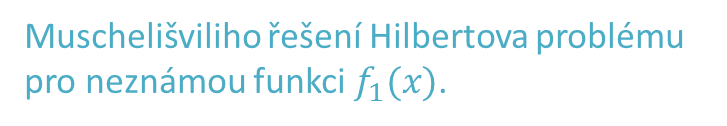 Muschelišviliho řešení Hilbertova problému
pro neznámou funkci 𝑓₁(𝑥).